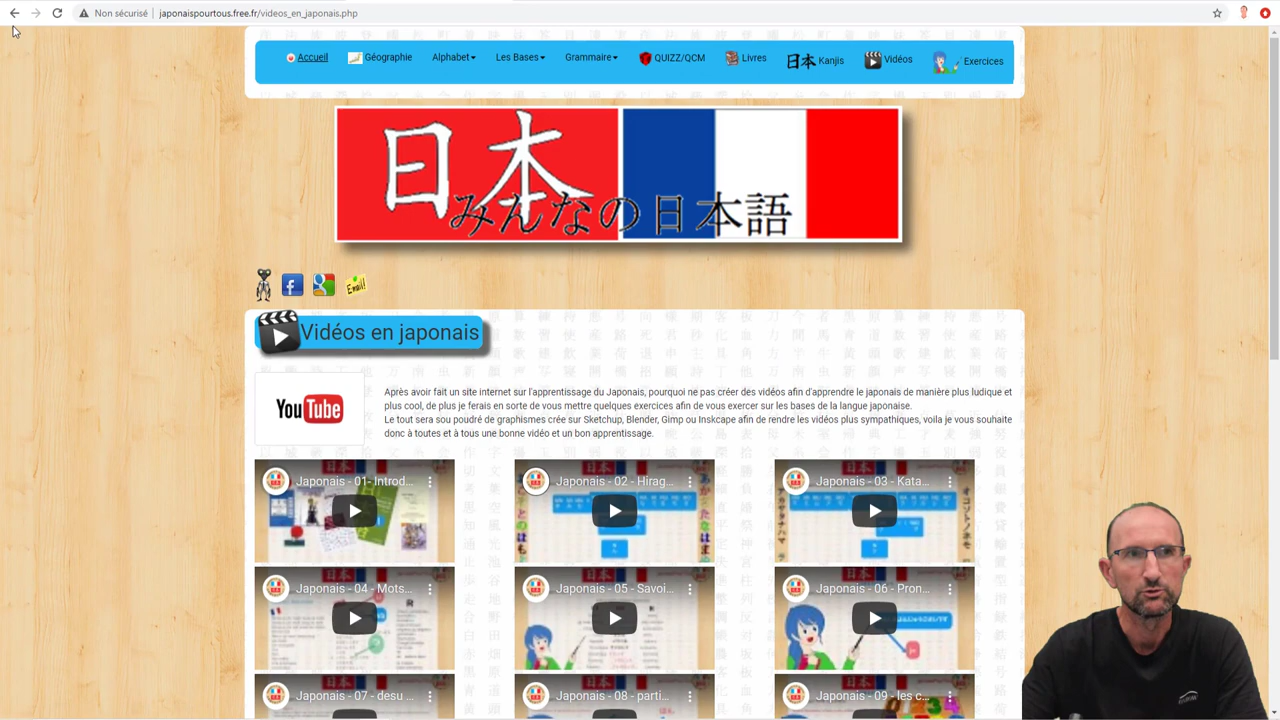 Non sécurisé
japonaispourtous.free.fr/videos_en_japonais.php
Accueil
Géographie
Alphabet
Les Bases
Grammaire
QUIZZ/QCM
Livres
日本 Kanjis
Vidéos
Exercices
日本
みんなの日本語
Email!
Vidéos en japonais
YouTube
Après avoir fait un site internet sur l'apprentissage du Japonais, pourquoi ne pas créer des vidéos afin d'apprendre le japonais de manière plus ludique et
plus cool, de plus je ferais en sorte de vous mettre quelques exercices afin de vous exercer sur les bases de la langue japonaise.
Le tout sera sou poudré de graphismes crée sur Sketchup, Blender, Gimp ou Inskcape afin de rendre les vidéos plus sympathiques, voila je vous souhaite
donc à toutes et à tous une bonne vidéo et un bon apprentissage.
Japonais - 01- Introd...
Japonais - 02 - Hirag...
Japonais - 03 - Kata...
Japonais - 04 - Mots...
Japonais - 05 - Savoi...
Japonais - 06 - Pron...
Japonais - 07 - desu ...
Japonais - 08 - parti...
Japonais - 09 - les c...